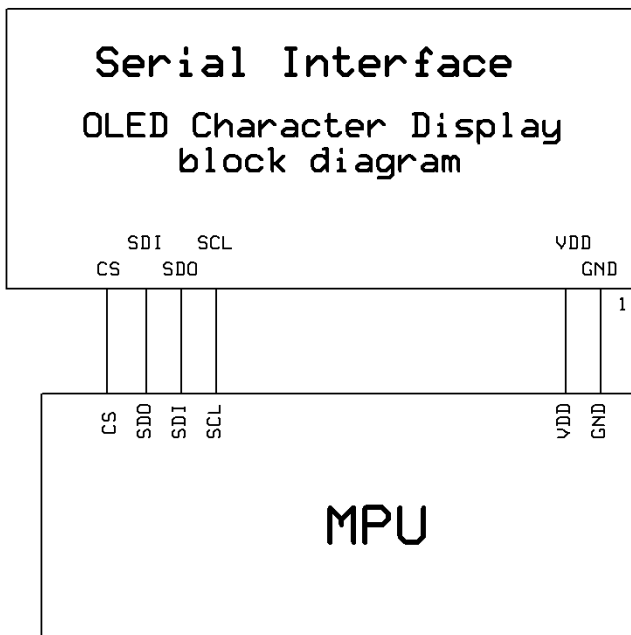 Serial Interface
OLED Character Display
block diagram
SDI SCL VDD
CS SDO GND
1
CS SDO SDI SCL VDD GND
MPU